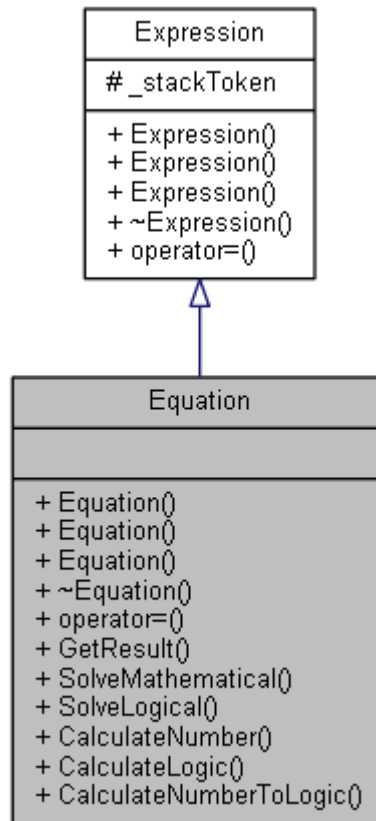 Expression
# _stackToken
+ Expression()
+ Expression()
+ Expression()
+ ~Expression()
+ operator=()
Equation
+ Equation()
+ Equation()
+ Equation()
+ ~Equation()
+ operator=()
+ GetResult()
+ SolveMathematical()
+ SolveLogical()
+ CalculateNumber()
+ CalculateLogic()
+ CalculateNumberToLogic()